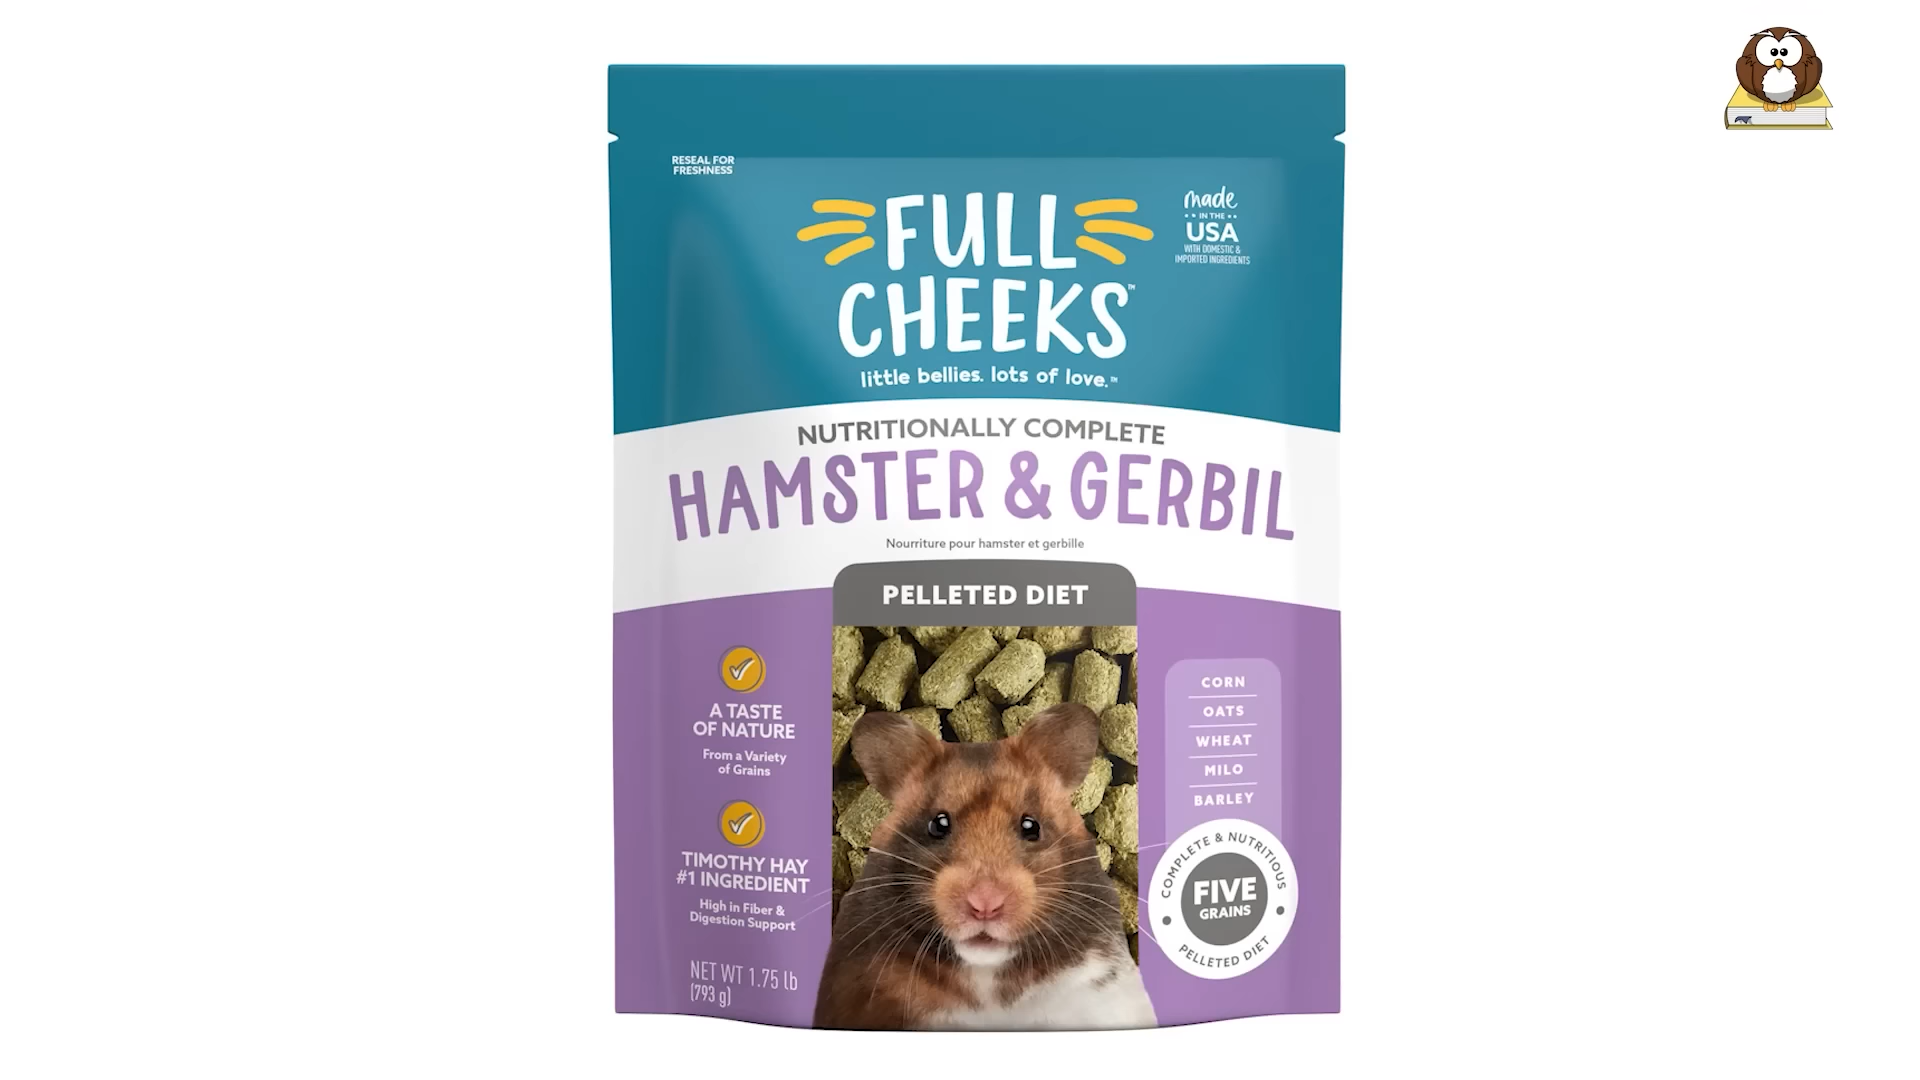 RESEAL FOR
FRESHNESS
made
IN THE
USA
WITH DOMESTIC &
IMPORTED INGREDIENTS
FULL
CHEEKS™
little bellies. lots of love.™
NUTRITIONALLY COMPLETE
HAMSTER & GERBIL
Nourriture pour hamster et gerbille
PELLETED DIET
A TASTE
OF NATURE
From a Variety
of Grains
TIMOTHY HAY
#1 INGREDIENT
High in Fiber &
Digestion Support
NET WT 1.75 lb
(793 g)
CORN
OATS
WHEAT
MILO
BARLEY
COMPLETE & NUTRITIOUS
FIVE
GRAINS
PELLETED DIET